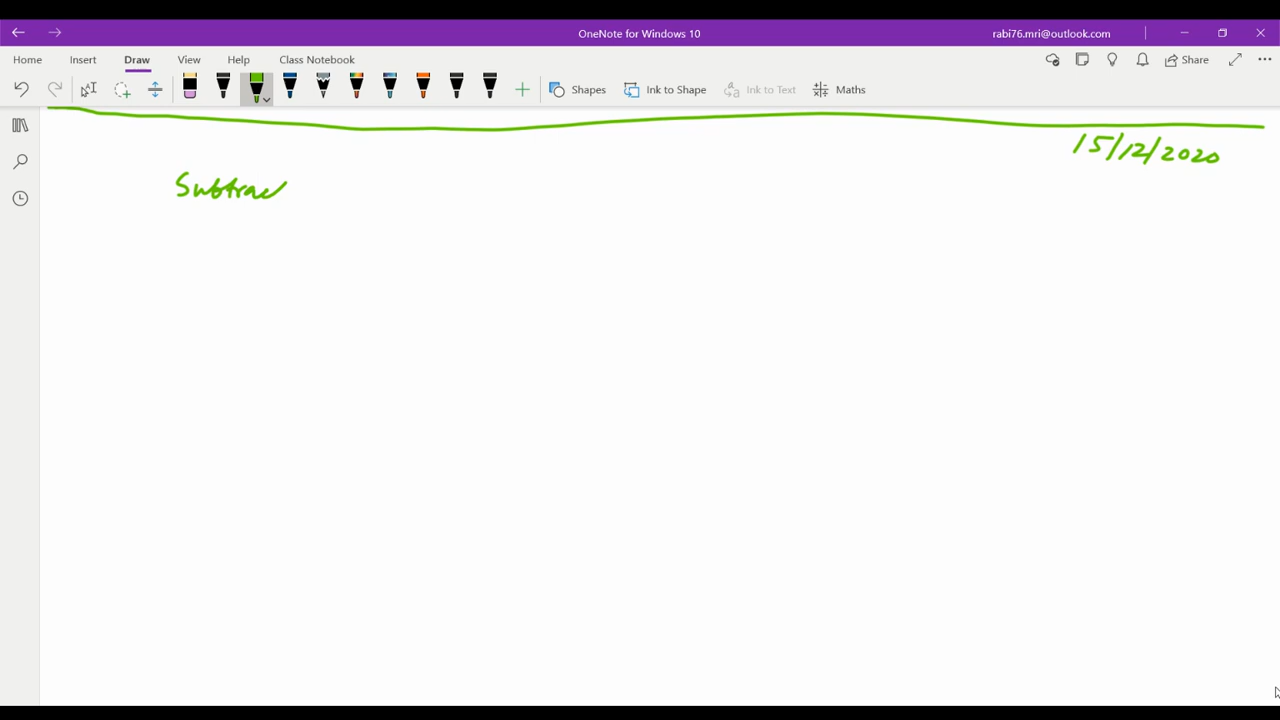 OneNote for Windows 10
rabi76.mri@outlook.com
Home Insert Draw View Help Class Notebook
Share
Shapes Ink to Shape Ink to Text Maths
15/12/2020
Subtrac